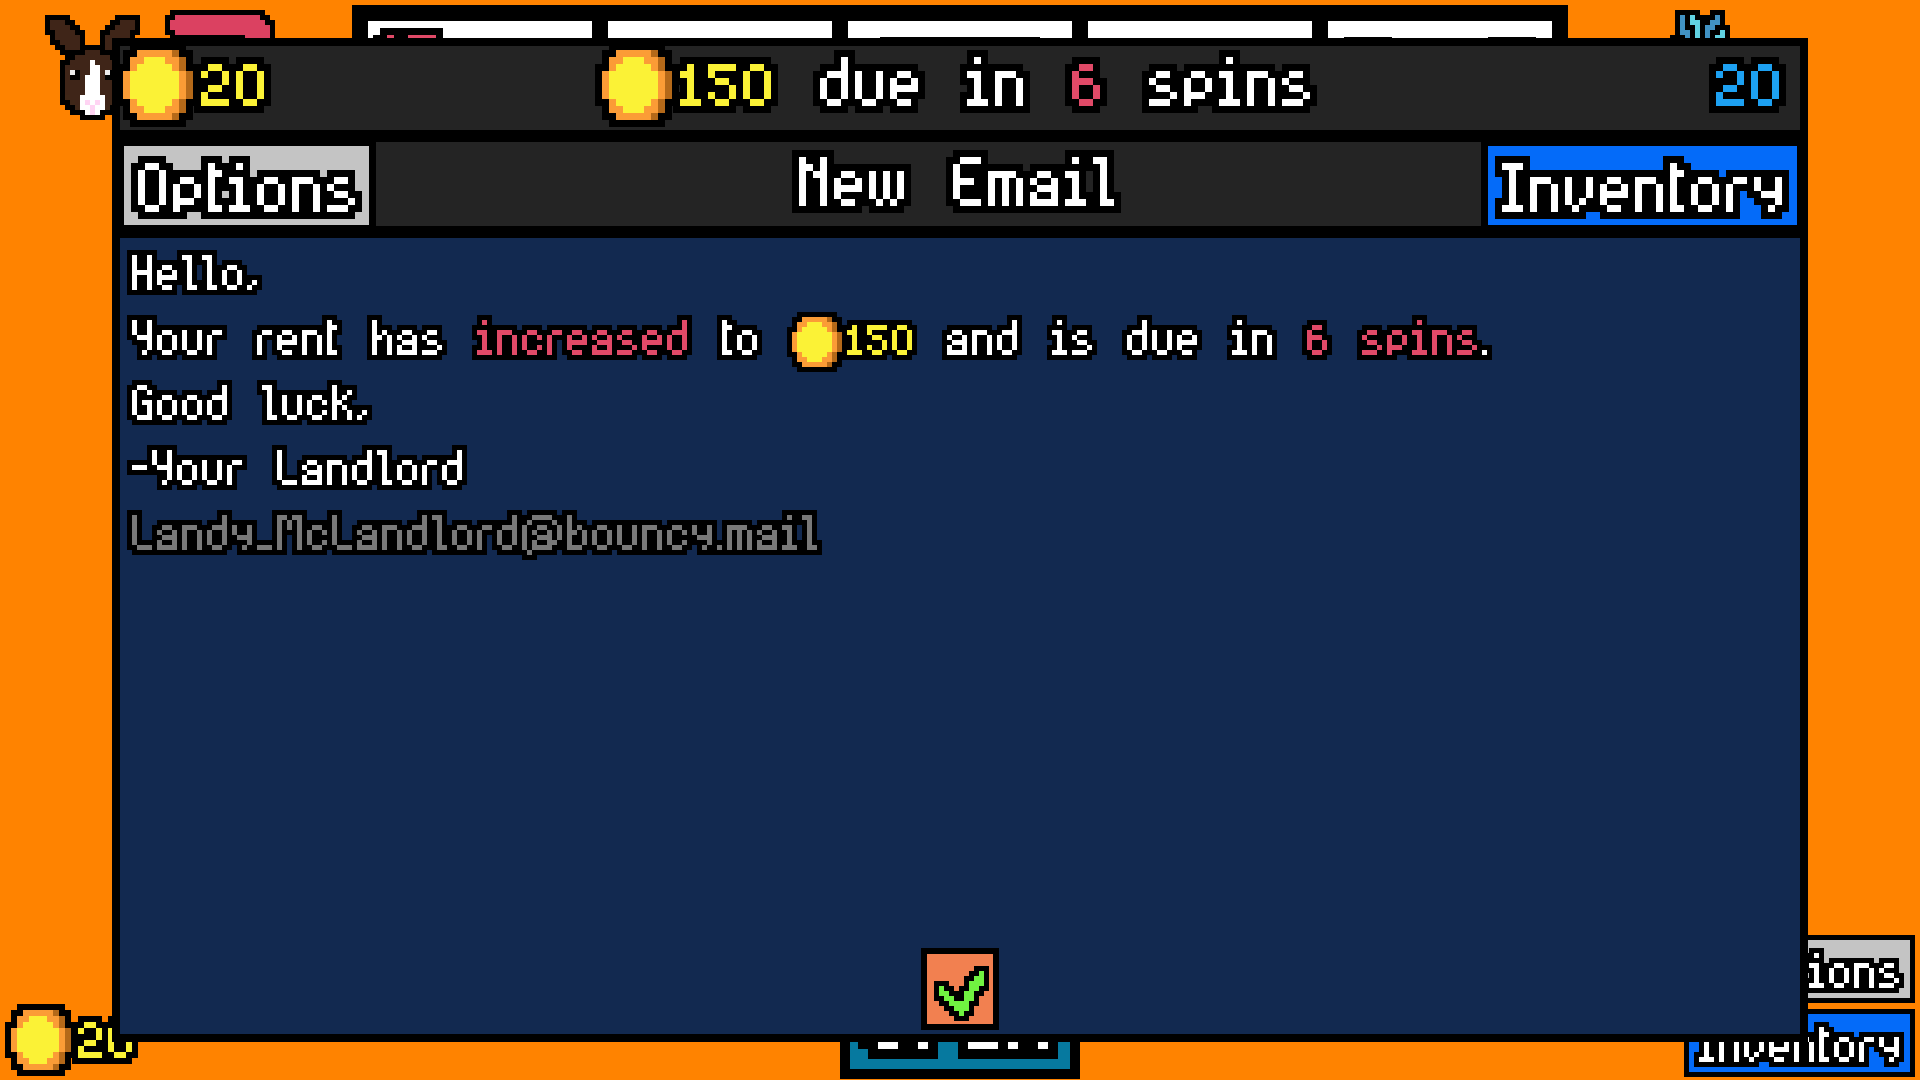 20 150 due in 6 spins 20
Options New Email Inventory
Hello,
Your rent has increased to 150 and is due in 6 spins.
Good luck,
-Your Landlord
Landy_McLandlord@bouncy.mail
ions
20
Inventory